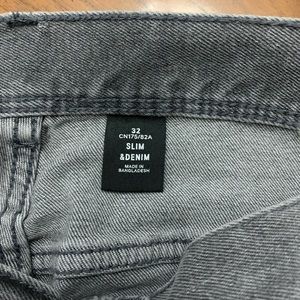 32
CN175/82A
SLIM
&DENIM
MADE IN
BANGLADESH